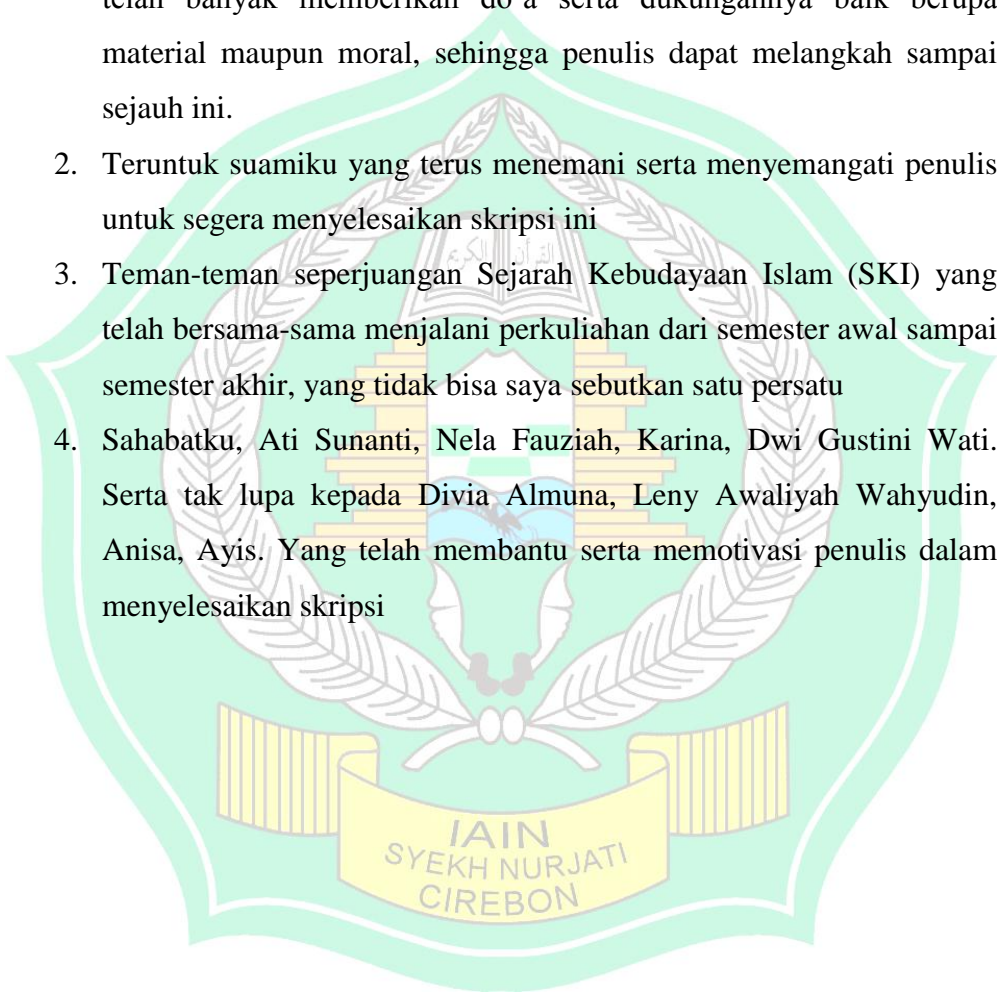 telah banyak memberikan do'a serta dukungannya baik berupa
material maupun moral, sehingga penulis dapat melangkah sampai
sejauh ini.
2. Teruntuk suamiku yang terus menemani serta menyemangati penulis
untuk segera menyelesaikan skripsi ini
القرآن الكريم
3. Teman-teman seperjuangan Sejarah Kebudayaan Islam (SKI) yang
telah bersama-sama menjalani perkuliahan dari semester awal sampai
semester akhir, yang tidak bisa saya sebutkan satu persatu
4. Sahabatku, Ati Sunanti, Nela Fauziah, Karina, Dwi Gustini Wati.
Serta tak lupa kepada Divia Almuna, Leny Awaliyah Wahyudin,
Anisa, Ayis. Yang telah membantu serta memotivasi penulis dalam
menyelesaikan skripsi
IAIN
SYEKH NURJATI
CIREBON